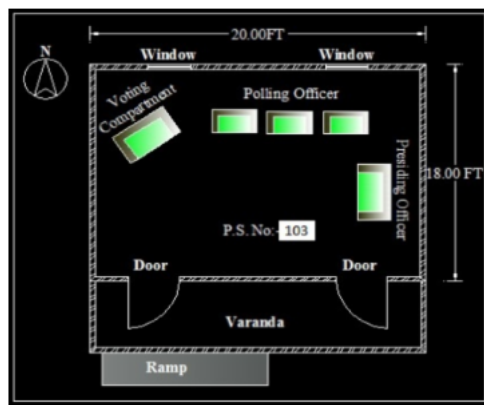 20.00FT
N
Window
Window
Voting
Compartment
Polling Officer
Presiding Officer
18.00 FT
P.S. No:- 103
Door
Door
Varanda
Ramp